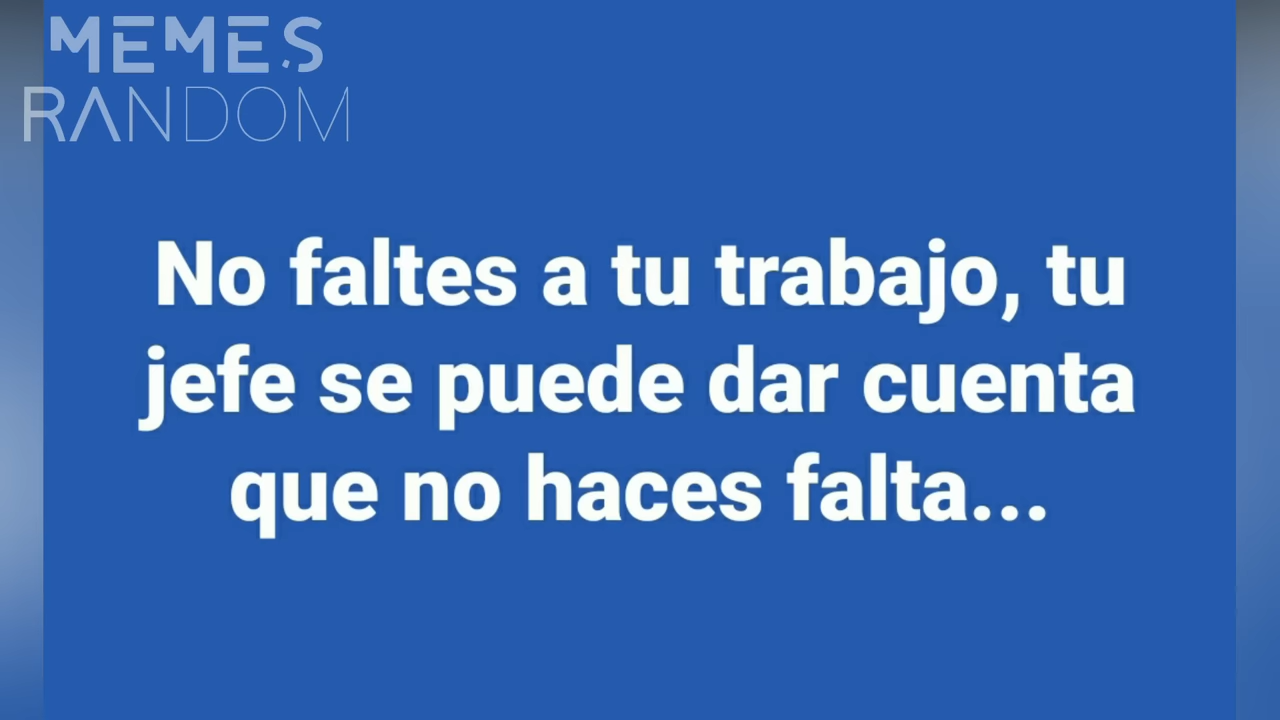 MEMES
RANDOM
No faltes a tu trabajo, tu
jefe se puede dar cuenta
que no haces falta...